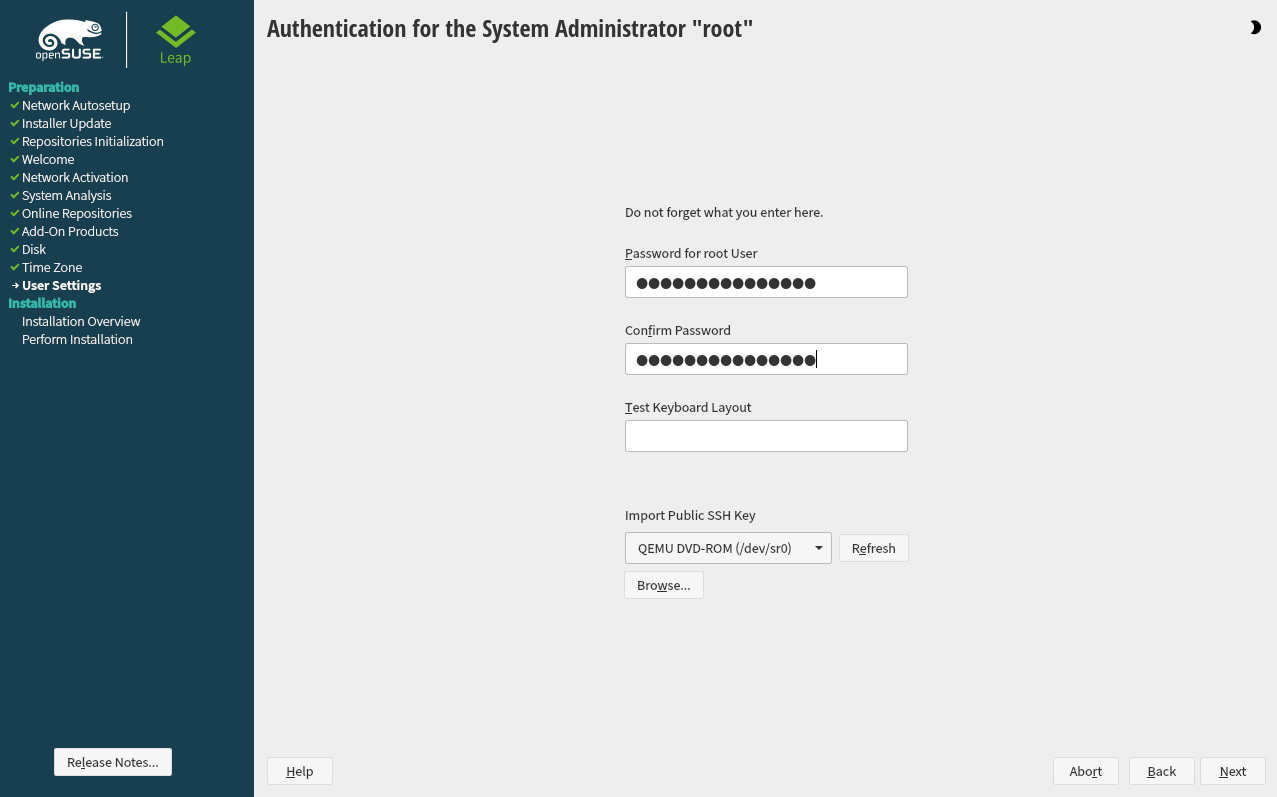 openSUSE
Leap
Authentication for the System Administrator "root"
Preparation
Network Autosetup
Installer Update
Repositories Initialization
Welcome
Network Activation
System Analysis
Online Repositories
Add-On Products
Disk
Time Zone
User Settings
Installation
Installation Overview
Perform Installation
Release Notes...
Do not forget what you enter here.
Password for root User
●●●●●●●●●●●●●●●
Confirm Password
●●●●●●●●●●●●●●●
Test Keyboard Layout
Import Public SSH Key
QEMU DVD-ROM (/dev/sr0)
Refresh
Browse...
Help
Abort
Back
Next